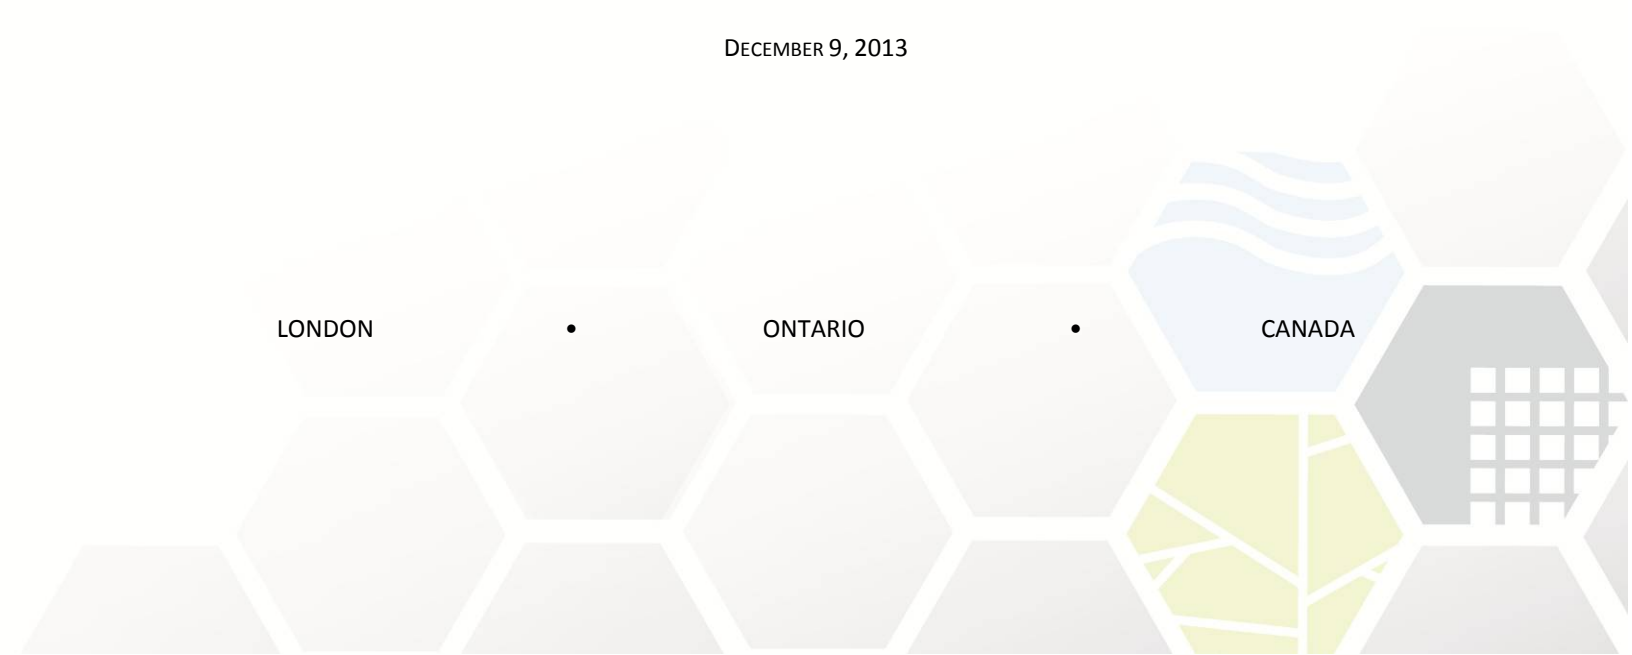 DECEMBER 9, 2013
LONDON • ONTARIO • CANADA